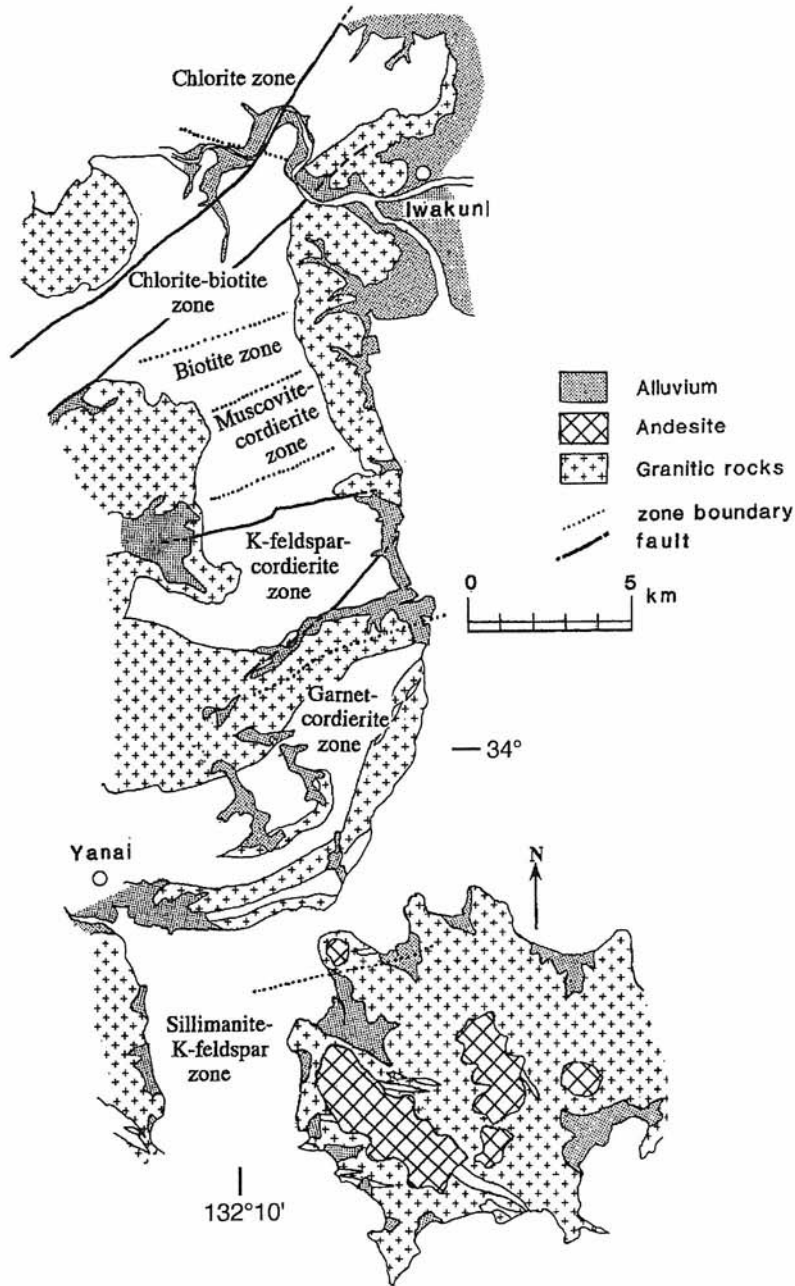 Chlorite zone
Iwakuni
Chlorite-biotite
zone
Biotite zone
Muscovite-
cordierite
zone
Alluvium
Andesite
Granitic rocks
zone boundary
fault
0 5
km
K-feldspar-
cordierite
zone
Garnet-
cordierite
zone
34°
Yanai
N
Sillimanite-
K-feldspar
zone
132°10'